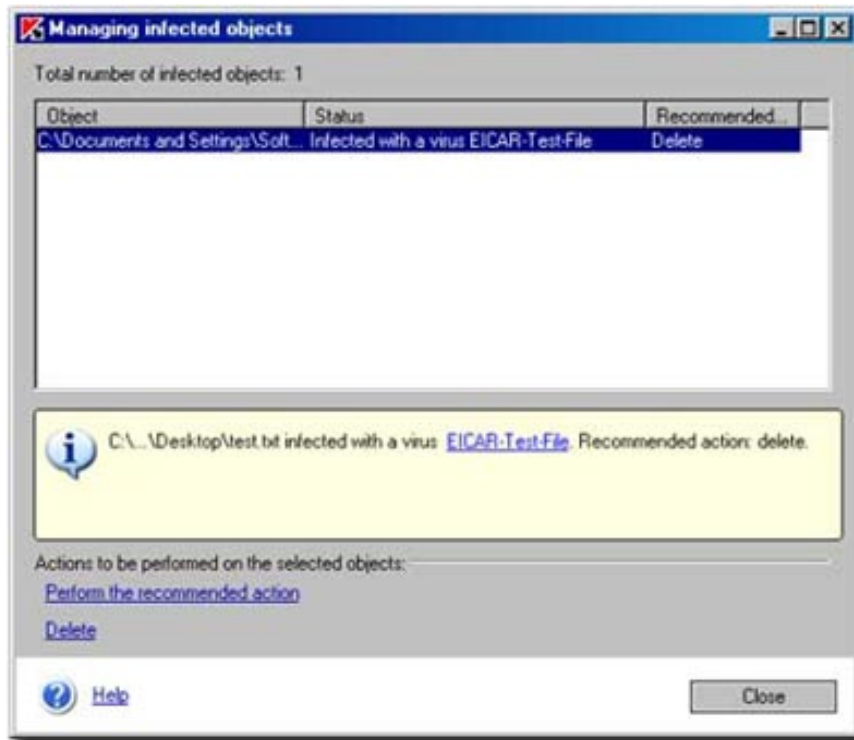 Managing infected objects
Total number of infected objects: 1
Object Status Recommended...
C:\Documents and Settings\Soft... Infected with a virus EICAR-Test-File Delete
C:\...\Desktop\test.txt infected with a virus EICAR-Test-File. Recommended action: delete.
Actions to be performed on the selected objects:
Perform the recommended action
Delete
Help
Close